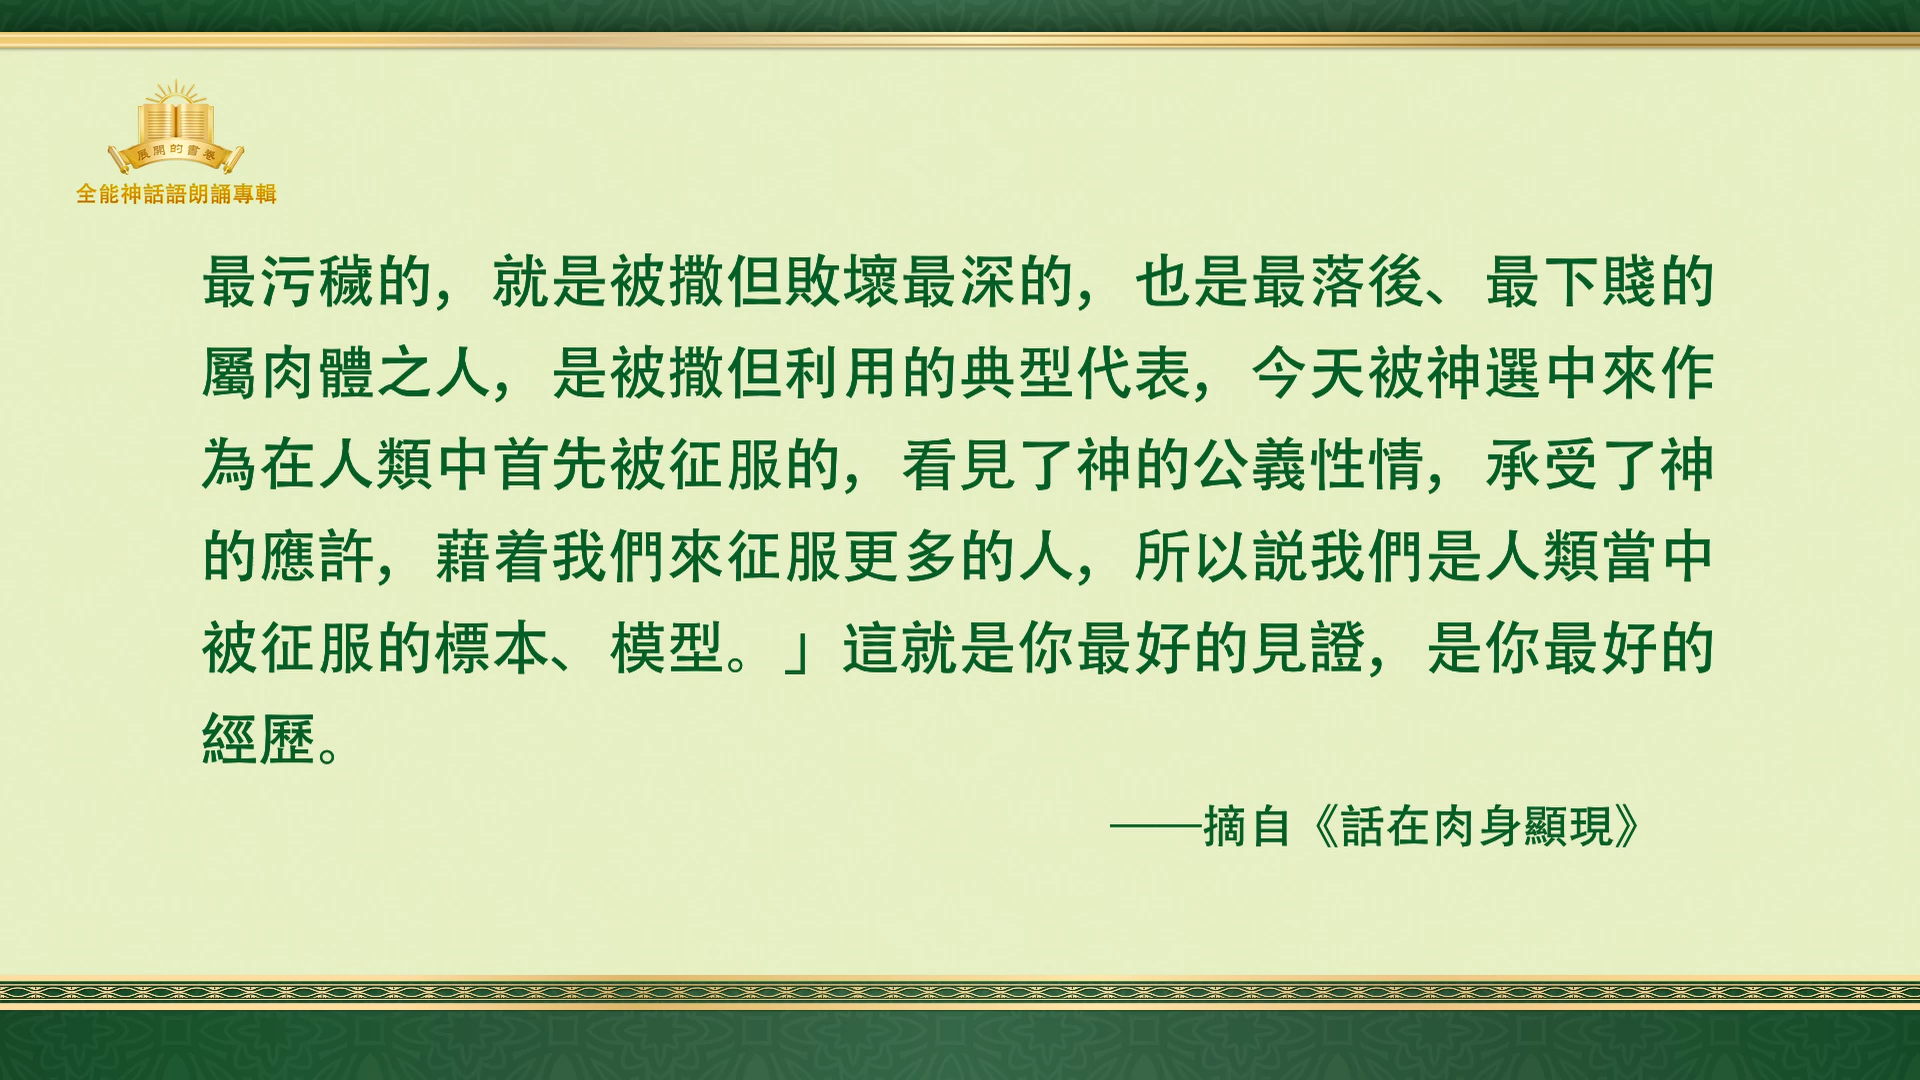 展開的書卷
全能神話語朗誦專輯
最污穢的，就是被撒但敗壞最深的，也是最落後、最下賤的
屬肉體之人，是被撒但利用的典型代表，今天被神選中來作
為在人類中首先被征服的，看見了神的公義性情，承受了神
的應許，藉着我們來征服更多的人，所以説我們是人類當中
被征服的標本、模型。」這就是你最好的見證，是你最好的
經歷。
——摘自《話在肉身顯現》